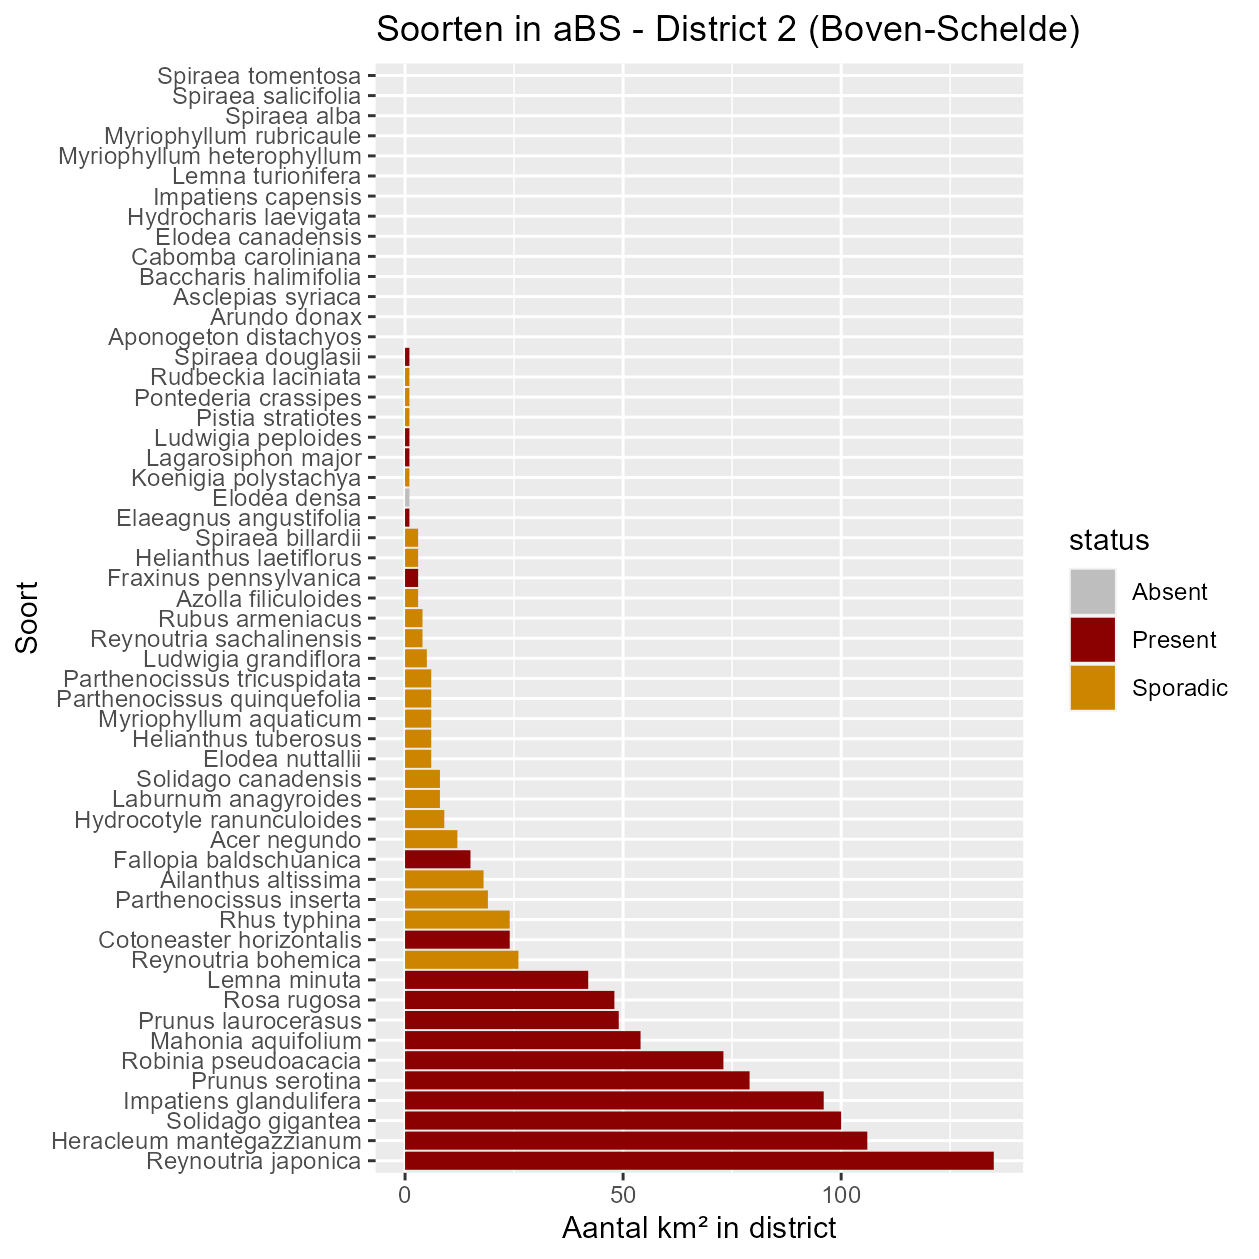 Soorten in aBS - District 2 (Boven-Schelde)
Spiraea tomentosa
Spiraea salicifolia
Spiraea alba
Myriophyllum rubricaule
Myriophyllum heterophyllum
Lemna turionifera
Impatiens capensis
Hydrocharis laevigata
Elodea canadensis
Cabomba caroliniana
Baccharis halimifolia
Asclepias syriaca
Arundo donax
Aponogeton distachyos
Spiraea douglasii
Rudbeckia laciniata
Pontederia crassipes
Pistia stratiotes
Ludwigia peploides
Lagarosiphon major
Koenigia polystachya
Elodea densa
Elaeagnus angustifolia
Spiraea billardii
Helianthus laetiflorus
Fraxinus pennsylvanica
Azolla filiculoides
Rubus armeniacus
Reynoutria sachalinensis
Ludwigia grandiflora
Parthenocissus tricuspidata
Parthenocissus quinquefolia
Myriophyllum aquaticum
Helianthus tuberosus
Elodea nuttallii
Solidago canadensis
Laburnum anagyroides
Hydrocotyle ranunculoides
Acer negundo
Fallopia baldschuanica
Ailanthus altissima
Parthenocissus inserta
Rhus typhina
Cotoneaster horizontalis
Reynoutria bohemica
Lemna minuta
Rosa rugosa
Prunus laurocerasus
Mahonia aquifolium
Robinia pseudoacacia
Prunus serotina
Impatiens glandulifera
Solidago gigantea
Heracleum mantegazzianum
Reynoutria japonica
Soort
0 50 100
Aantal km² in district
status
Absent
Present
Sporadic